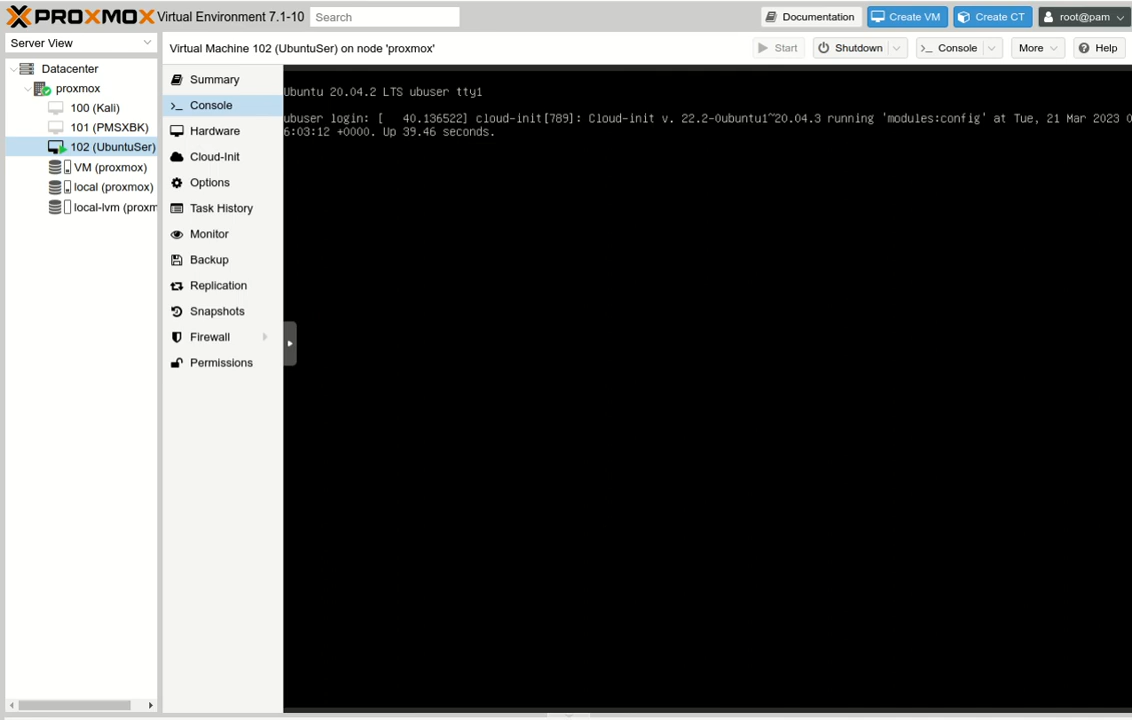 PROXMOX Virtual Environment 7.1-10 Search Documentation Create VM Create CT root@pam
Server View
Virtual Machine 102 (UbuntuSer) on node 'proxmox' Start Shutdown Console More Help
Datacenter
proxmox
100 (Kali)
101 (PMSXBK)
102 (UbuntuSer)
VM (proxmox)
local (proxmox)
local-lvm (proxm
Summary
Console
Hardware
Cloud-Init
Options
Task History
Monitor
Backup
Replication
Snapshots
Firewall
Permissions
Ubuntu 20.04.2 LTS ubuser tty1
ubuser login: [   40.136522] cloud-init[789]: Cloud-init v. 22.2-0ubuntu1~20.04.3 running 'modules:config' at Tue, 21 Mar 2023 0
6:03:12 +0000. Up 39.46 seconds.